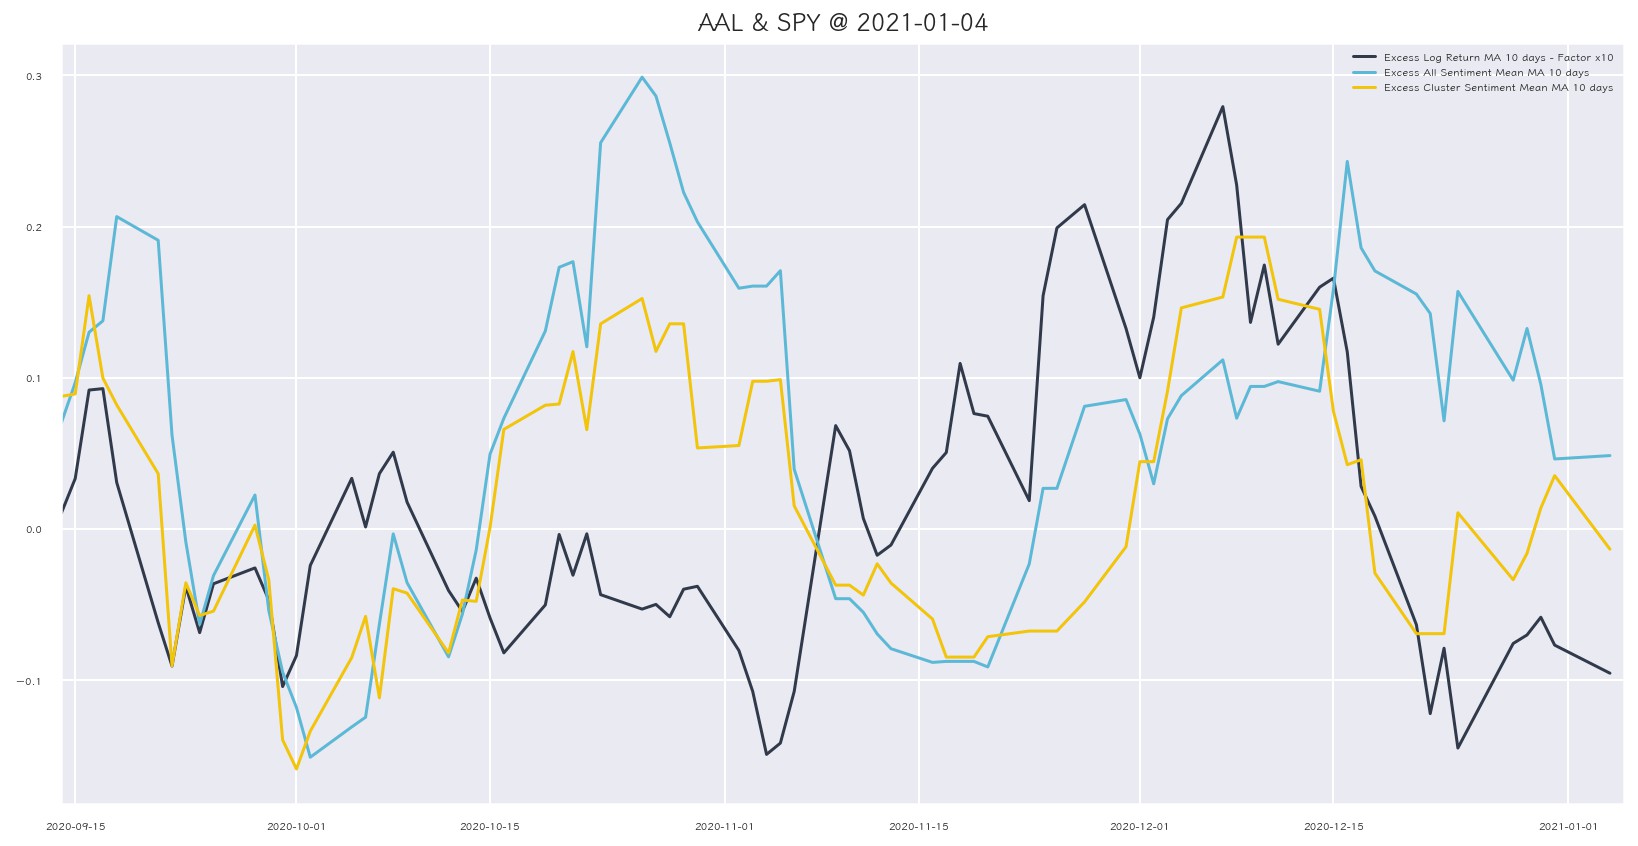 AAL & SPY @ 2021-01-04
Excess Log Return MA 10 days - Factor x10
Excess All Sentiment Mean MA 10 days
Excess Cluster Sentiment Mean MA 10 days
0.3
0.2
0.1
0.0
−0.1
2020-09-15 2020-10-01 2020-10-15 2020-11-01 2020-11-15 2020-12-01 2020-12-15 2021-01-01